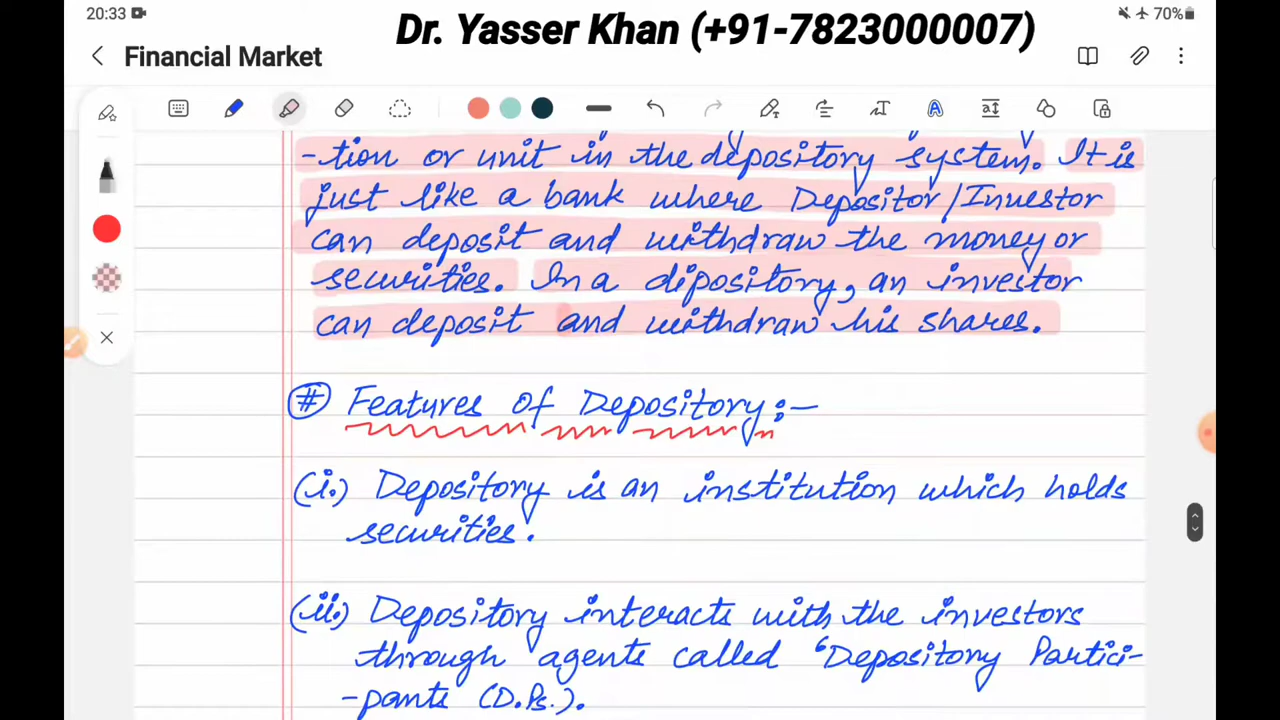 20:33
70%
Dr. Yasser Khan (+91-7823000007)
Financial Market
-tion or unit in the depository system. It is
just like a bank where Depositor/Investor
can deposit and withdraw the money or
securities. In a dipository, an investor
can deposit and withdraw his shares.
# Features of Depository:-
(i.) Depository is an institution which holds
securities.
(ii.) Depository interacts with the investors
through agents called 'Depository Partici-
-pants (D.Ps.).